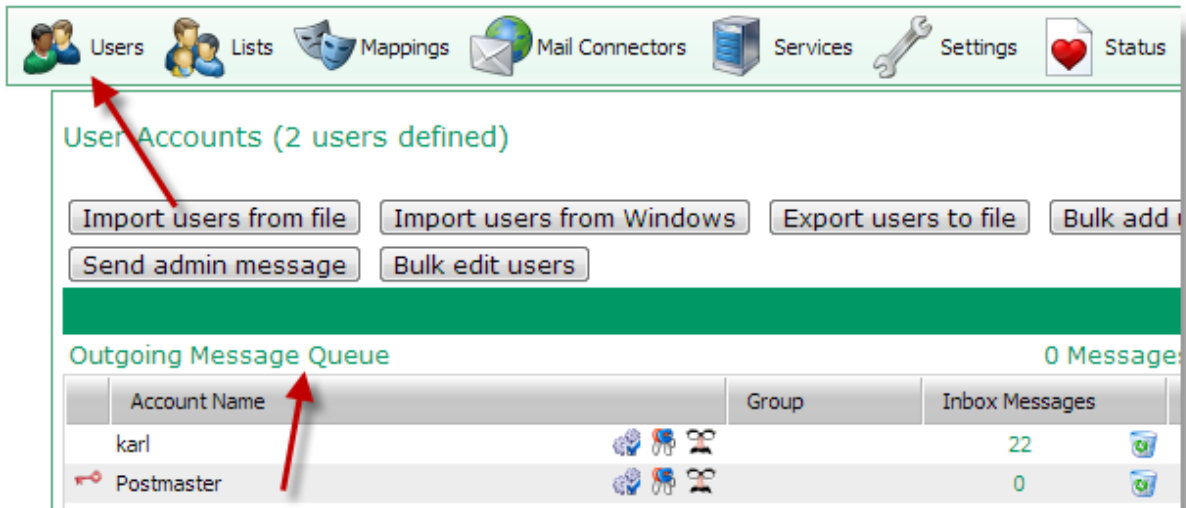 Users Lists Mappings Mail Connectors Services Settings Status
User Accounts (2 users defined)
Import users from file Import users from Windows Export users to file Bulk add
Send admin message Bulk edit users
Outgoing Message Queue 0 Messages
Account Name Group Inbox Messages
karl 22
Postmaster 0